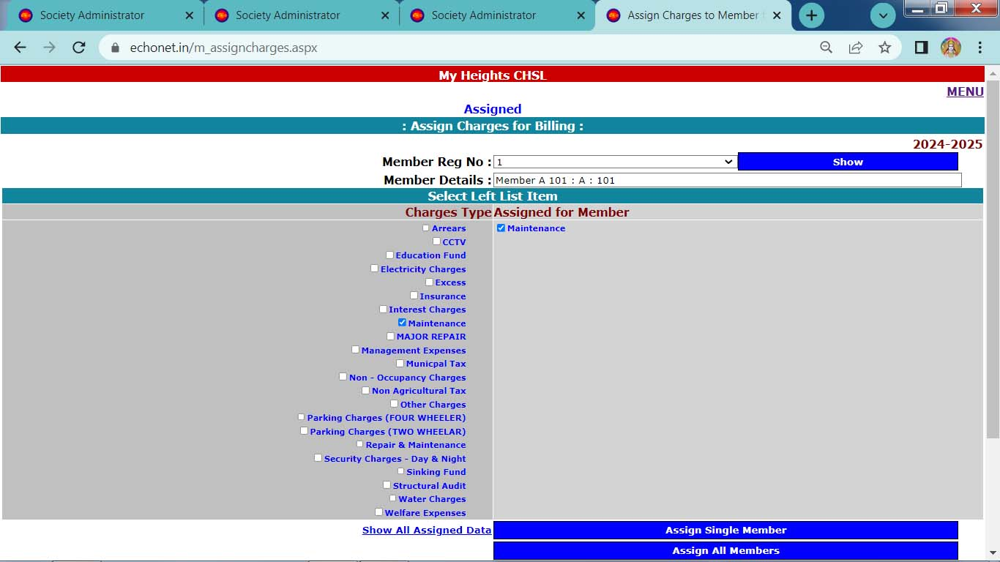 Society Administrator
Society Administrator
Society Administrator
Assign Charges to Member
echonet.in/m_assigncharges.aspx
My Heights CHSL
MENU
Assigned
: Assign Charges for Billing :
2024-2025
Member Reg No : 1 Show
Member Details : Member A 101 : A : 101
Select Left List Item
Charges Type Assigned for Member
Arrears Maintenance
CCTV
Education Fund
Electricity Charges
Excess
Insurance
Interest Charges
Maintenance
MAJOR REPAIR
Management Expenses
Municpal Tax
Non - Occupancy Charges
Non Agricultural Tax
Other Charges
Parking Charges (FOUR WHEELER)
Parking Charges (TWO WHEELAR)
Repair & Maintenance
Security Charges - Day & Night
Sinking Fund
Structural Audit
Water Charges
Welfare Expenses
Show All Assigned Data Assign Single Member
Assign All Members